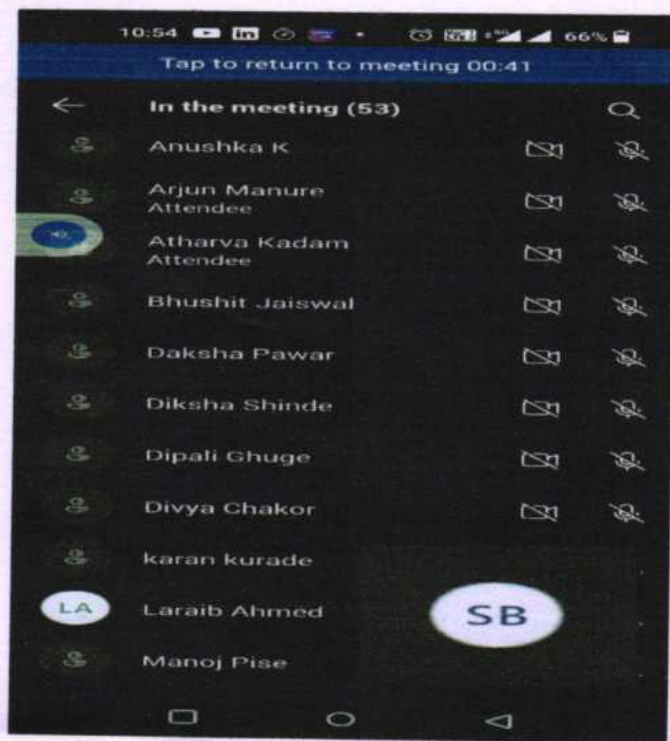 10:54 in 66%
Tap to return to meeting 00:41
In the meeting (53)
Anushka K
Arjun Manure
Attendee
Atharva Kadam
Attendee
Bhushit Jaiswal
Daksha Pawar
Diksha Shinde
Dipali Ghuge
Divya Chakor
karan kurade
LA Laraib Ahmed
SB
Manoj Pise